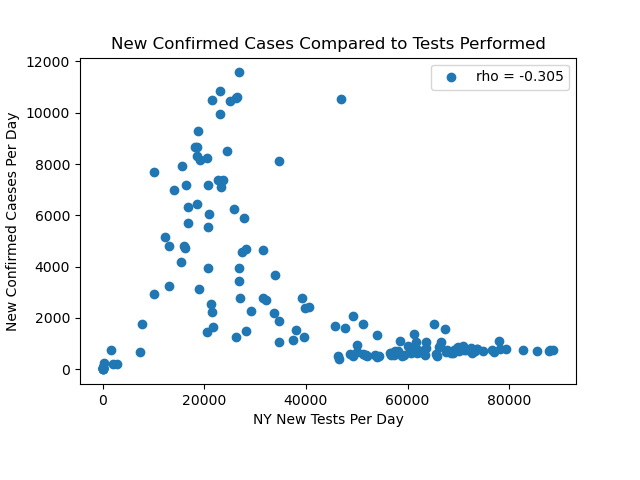 New Confirmed Cases Compared to Tests Performed
rho = -0.305
12000
10000
8000
6000
4000
2000
0
New Confirmed Caeses Per Day
0 20000 40000 60000 80000
NY New Tests Per Day